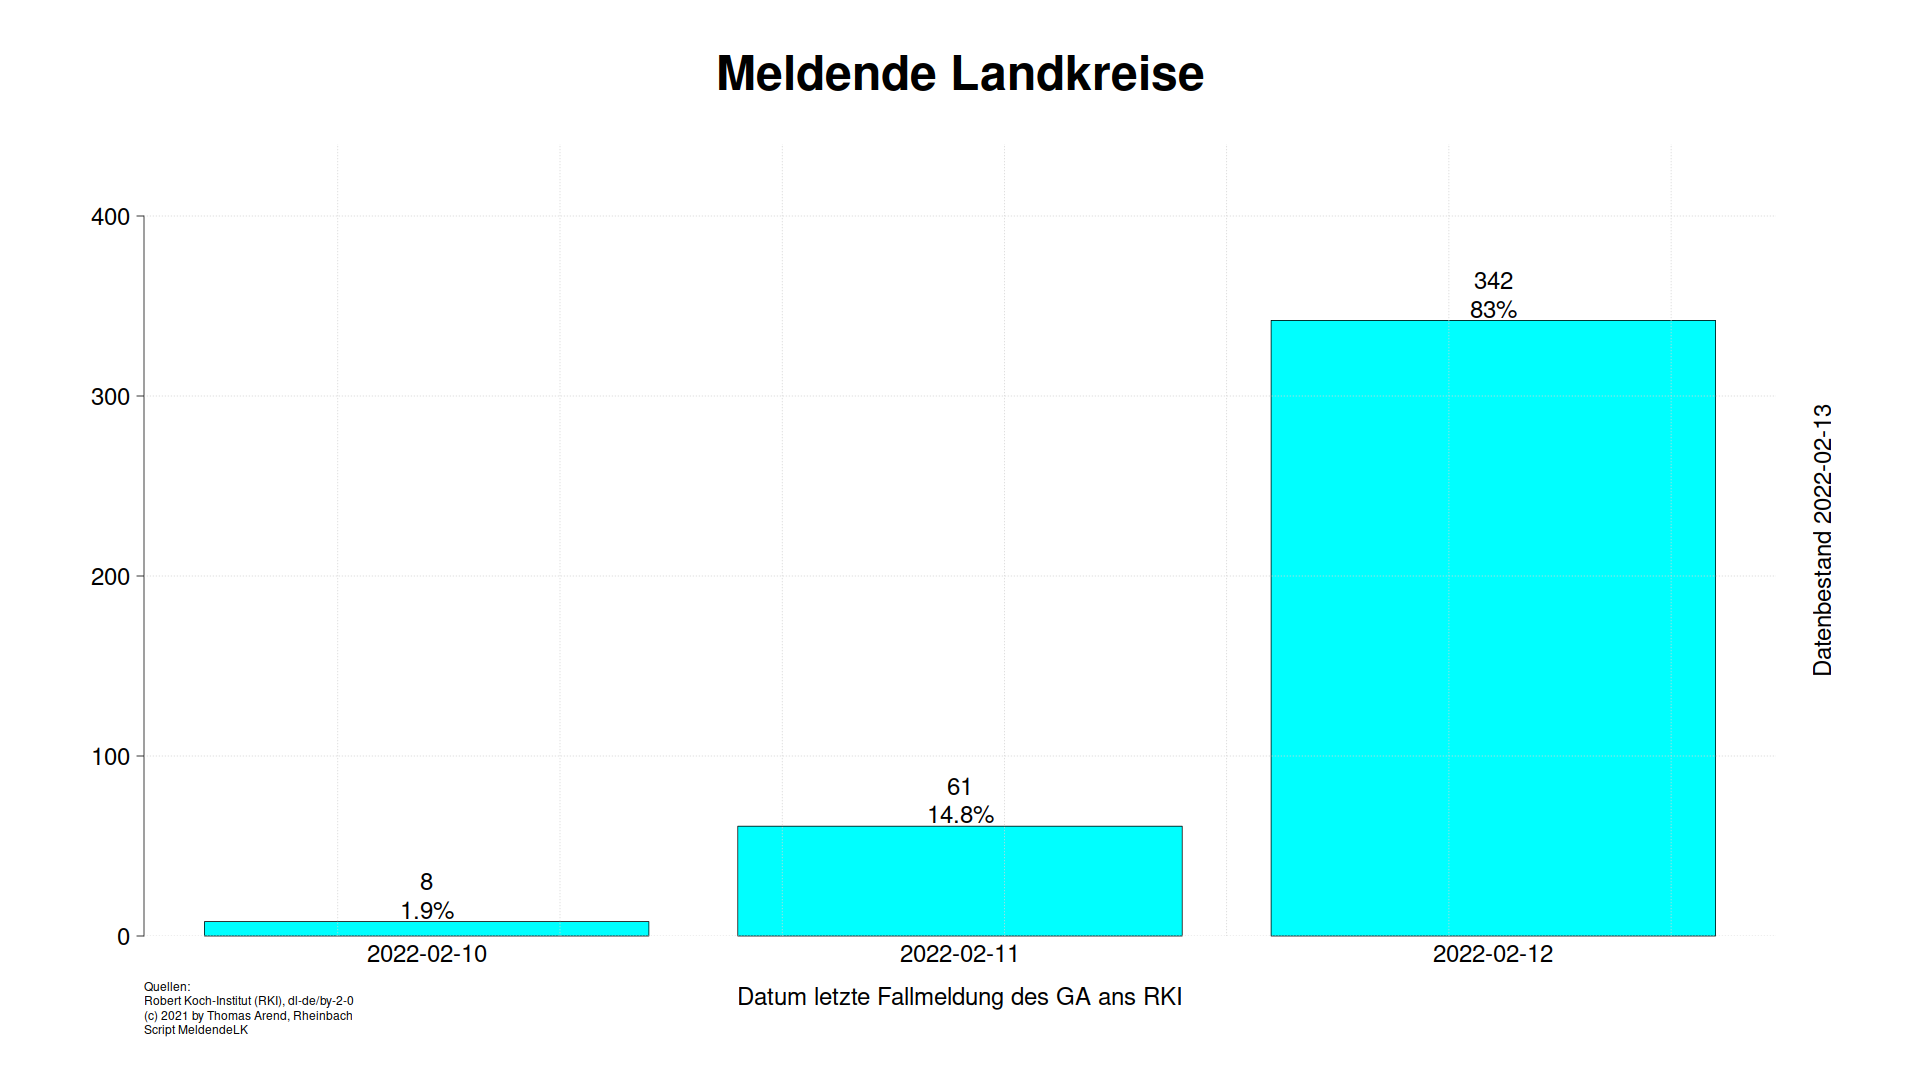 Meldende Landkreise
400
300
200
100
0
8
1.9%
61
14.8%
342
83%
2022-02-10
2022-02-11
2022-02-12
Datum letzte Fallmeldung des GA ans RKI
Datenbestand 2022-02-13
Quellen:
Robert Koch-Institut (RKI), dl-de/by-2-0
(c) 2021 by Thomas Arend, Rheinbach
Script MeldendeLK